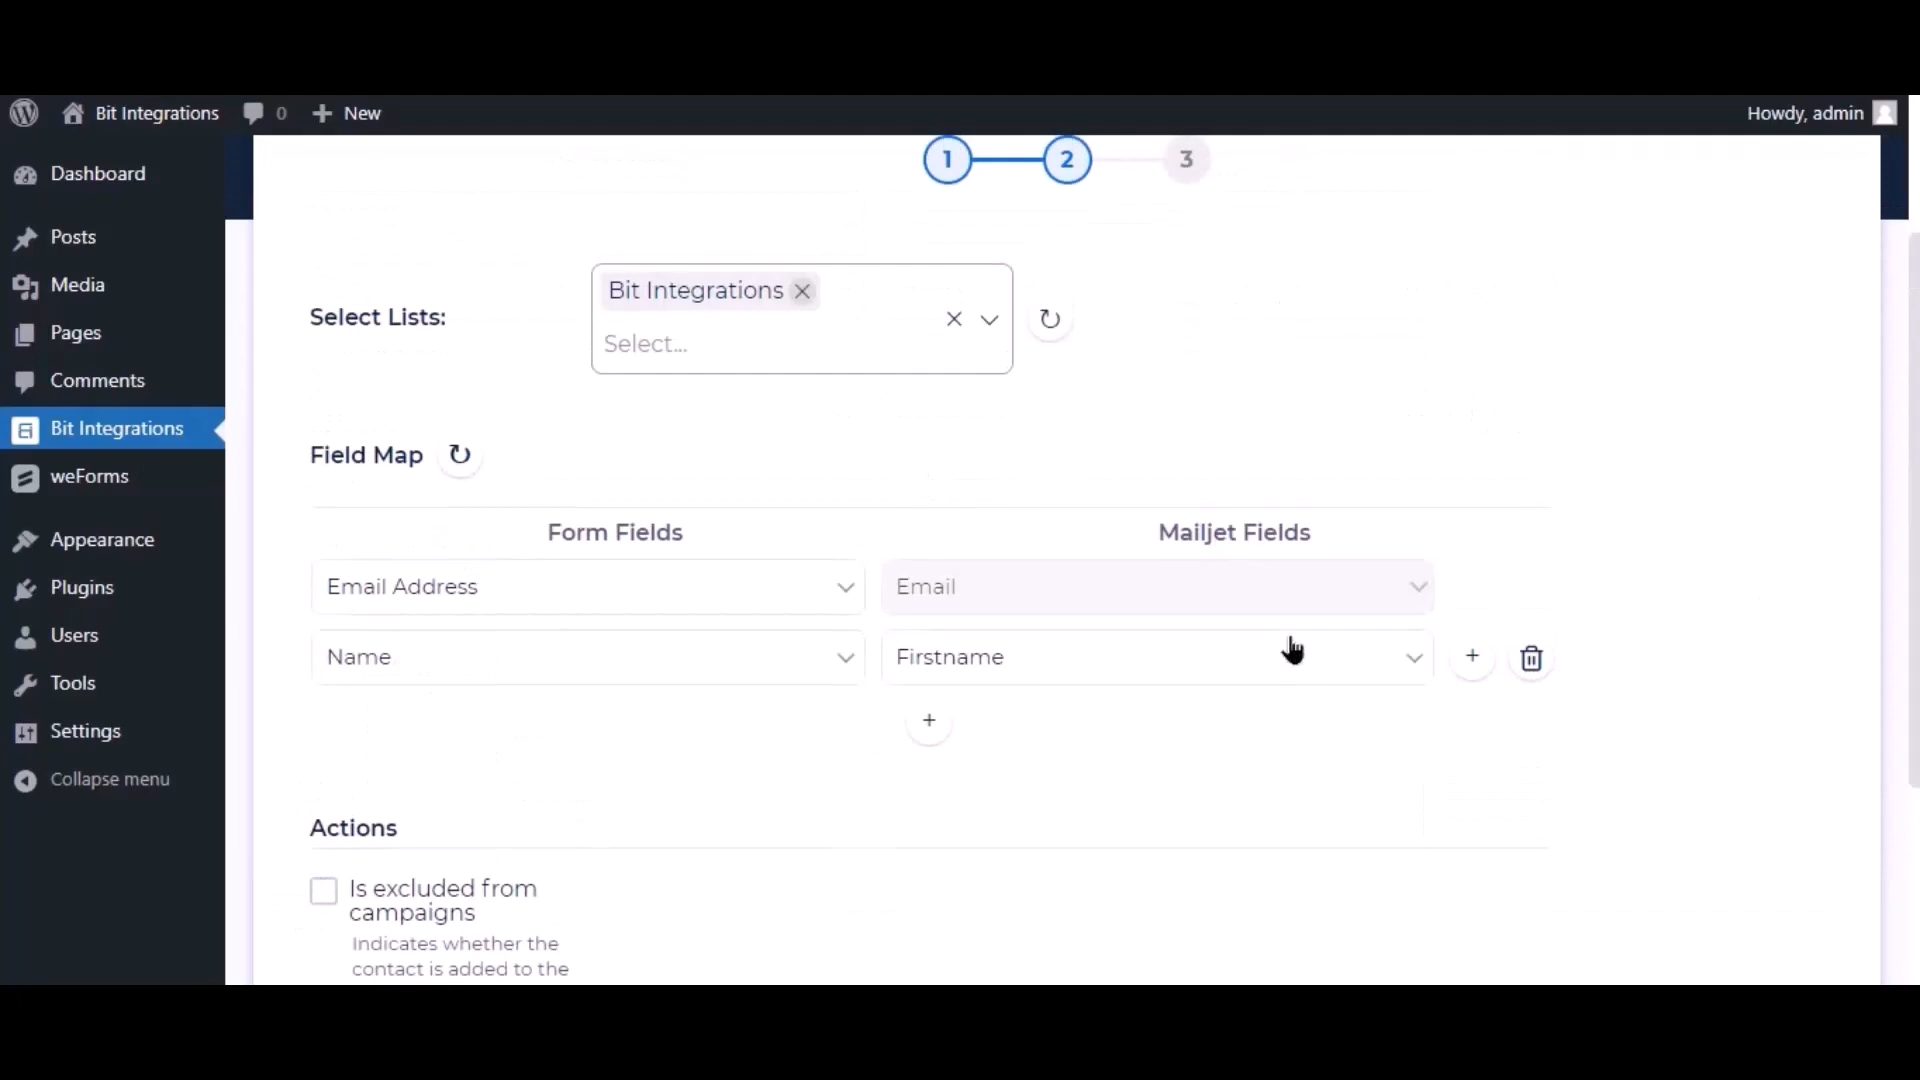 Bit Integrations 0 New Howdy, admin
Dashboard
Posts
Media
Pages
Comments
Bit Integrations
weForms
Appearance
Plugins
Users
Tools
Settings
Collapse menu
1 2 3
Select Lists:
Bit Integrations
Select...
Field Map
Form Fields Mailjet Fields
Email Address Email
Name Firstname
Actions
Is excluded from
campaigns
Indicates whether the
contact is added to the